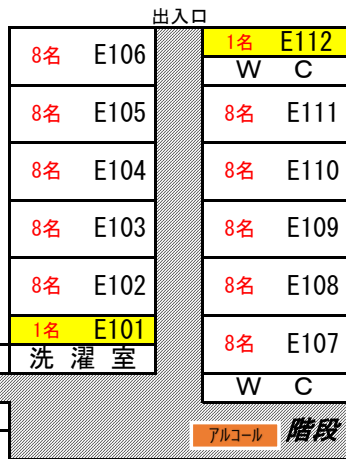 出入口
8名 E106
1名 E112
W C
8名 E105
8名 E111
8名 E104
8名 E110
8名 E103
8名 E109
8名 E102
8名 E108
1名 E101
8名 E107
洗 濯 室
W C
アルコール 階段